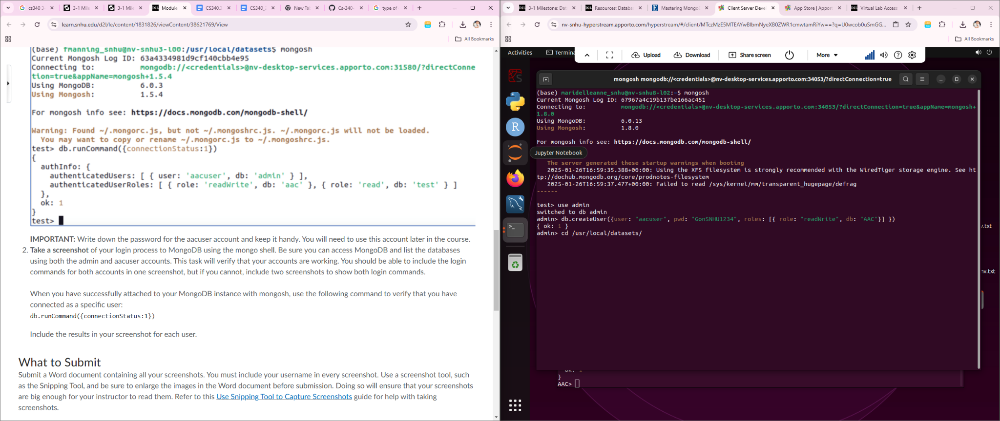 cs340 3
3-1 Mile
3-1 Mile
Module
CS340.3
CS340_
New Ta
Cs-340-
type of
learn.snhu.edu/d2l/le/content/1831826/viewContent/38621769/View
All Bookmarks
(base) fmanning_snhu@nv-snhu3-l00:/usr/local/datasets$ mongosh
Current Mongosh Log ID: 63a4334981d9cf140cbb4e95
Connecting to: mongodb://<credentials>@nv-desktop-services.apporto.com:31580/?directConne
tion=true&appName=mongosh+1.5.4
Using MongoDB: 6.0.3
Using Mongosh: 1.5.4
For mongosh info see: https://docs.mongodb.com/mongodb-shell/
Warning: Found ~/.mongorc.js, but not ~/.mongoshrc.js. ~/.mongorc.js will not be loaded.
You may want to copy or rename ~/.mongorc.js to ~/.mongoshrc.js.
test> db.runCommand({connectionStatus:1})
{
authInfo: {
authenticatedUsers: [ { user: 'aacuser', db: 'admin' } ],
authenticatedUserRoles: [ { role: 'readWrite', db: 'aac' }, { role: 'read', db: 'test' } ]
},
ok: 1
}
test>
IMPORTANT: Write down the password for the aacuser account and keep it handy. You will need to use this account later in the course.
2. Take a screenshot of your login process to MongoDB using the mongo shell. Be sure you can access MongoDB and list the databases
using both the admin and aacuser accounts. This task will verify that your accounts are working. You should be able to include the login
commands for both accounts in one screenshot, but if you cannot, include two screenshots to show both login commands.
When you have successfully attached to your MongoDB instance with mongosh, use the following command to verify that you have
connected as a specific user:
db.runCommand({connectionStatus:1})
Include the results in your screenshot for each user.
What to Submit
Submit a Word document containing all your screenshots. You must include your username in every screenshot. Use a screenshot tool, such
as the Snipping Tool, and be sure to enlarge the images in the Word document before submission. Doing so will ensure that your screenshots
are big enough for your instructor to read them. Refer to this Use Snipping Tool to Capture Screenshots guide for help with taking
screenshots.
3-1 Milestone: Dat
Resources: Databa
Mastering Mongo
Client Server Deve
App Store | Apport
Virtual Lab Access
nv-snhu-hyperstream.apporto.com/hyperstream/#/client/MTczMzE5MTEAYwBlbmNyeXB0ZWR1cmwtamRiYw==?q=U0wcob0uSmGG...
All Bookmarks
Activities
Termina
Upload
Download
Share screen
More
mongosh mongodb://<credentials>@nv-desktop-services.apporto.com:34053/?directConnection=true
(base) maridelleanne_snhu@nv-snhu8-l02:~$ mongosh
Current Mongosh Log ID: 67967a4c19b137be166ac451
Connecting to: mongodb://<credentials>@nv-desktop-services.apporto.com:34053/?directConnection=true&appName=mongosh+
1.8.0
Using MongoDB: 6.0.13
Using Mongosh: 1.8.0
For mongosh info see: https://docs.mongodb.com/mongodb-shell/
Jupyter Notebook
The server generated these startup warnings when booting
2025-01-26T16:59:35.388+00:00: Using the XFS filesystem is strongly recommended with the WiredTiger storage engine. See ht
tp://dochub.mongodb.org/core/prodnotes-filesystem
2025-01-26T16:59:37.477+00:00: Failed to read /sys/kernel/mm/transparent_hugepage/defrag
------
test> use admin
switched to db admin
admin> db.createUser({user: "aacuser", pwd: "GonSNHU1234", roles: [{ role: "readWrite", db: "AAC"}] })
{ ok: 1 }
admin> cd /usr/local/datasets/
.txt
nv.txt
}
AAC>